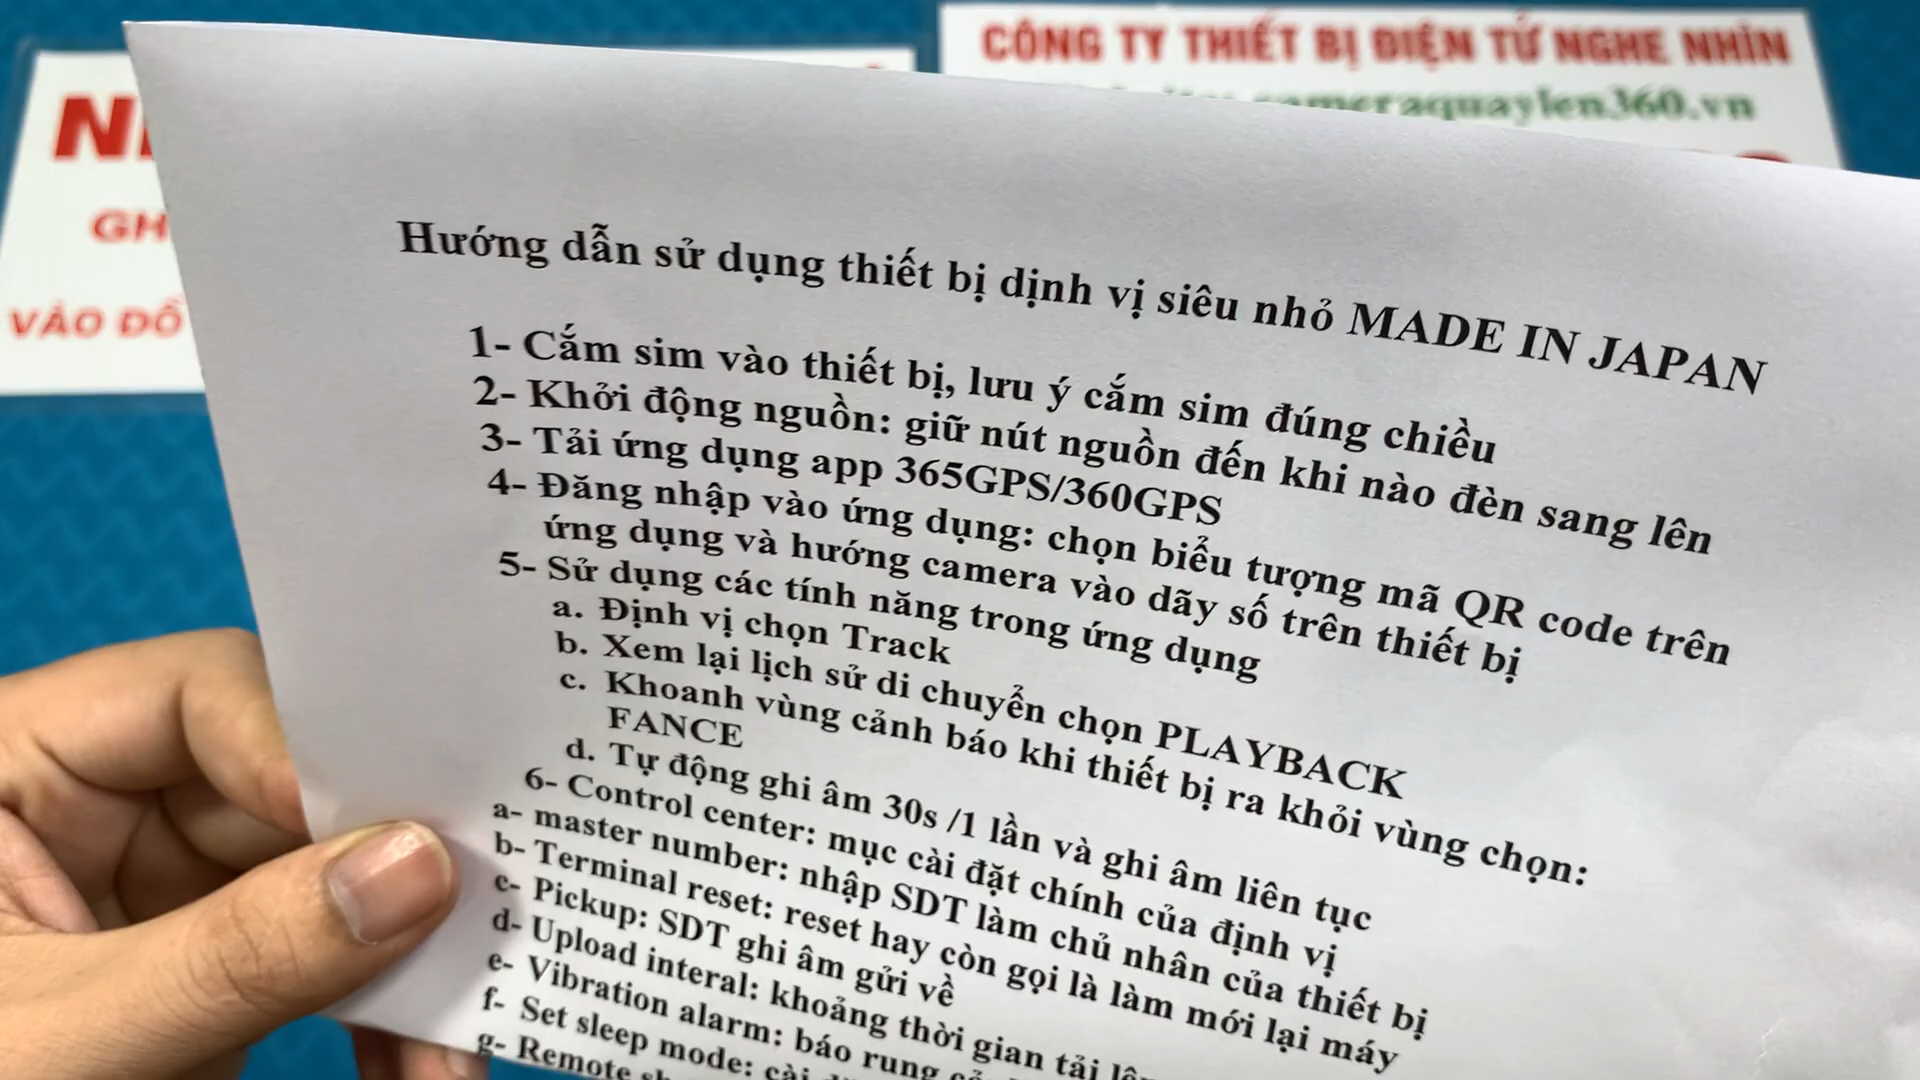 CÔNG TY THIẾT BỊ ĐIỆN TỬ NGHE NHÌN
cameraquaylen360.vn
VÀO ĐỒ
Hướng dẫn sử dụng thiết bị dịnh vị siêu nhỏ MADE IN JAPAN
1- Cắm sim vào thiết bị, lưu ý cắm sim đúng chiều
2- Khởi động nguồn: giữ nút nguồn đến khi nào đèn sang lên
3- Tải ứng dụng app 365GPS/360GPS
4- Đăng nhập vào ứng dụng: chọn biểu tượng mã QR code trên
ứng dụng và hướng camera vào dãy số trên thiết bị
5- Sử dụng các tính năng trong ứng dụng
a. Định vị chọn Track
b. Xem lại lịch sử di chuyển chọn PLAYBACK
c. Khoanh vùng cảnh báo khi thiết bị ra khỏi vùng chọn:
FANCE
d. Tự động ghi âm 30s /1 lần và ghi âm liên tục
6- Control center: mục cài đặt chính của định vị
a- master number: nhập SDT làm chủ nhân của thiết bị
b- Terminal reset: reset hay còn gọi là làm mới lại máy
c- Pickup: SDT ghi âm gửi về
d- Upload interal: khoảng thời gian tải
e- Vibration alarm: báo rung
f- Set sleep mode: cài
g- Remote